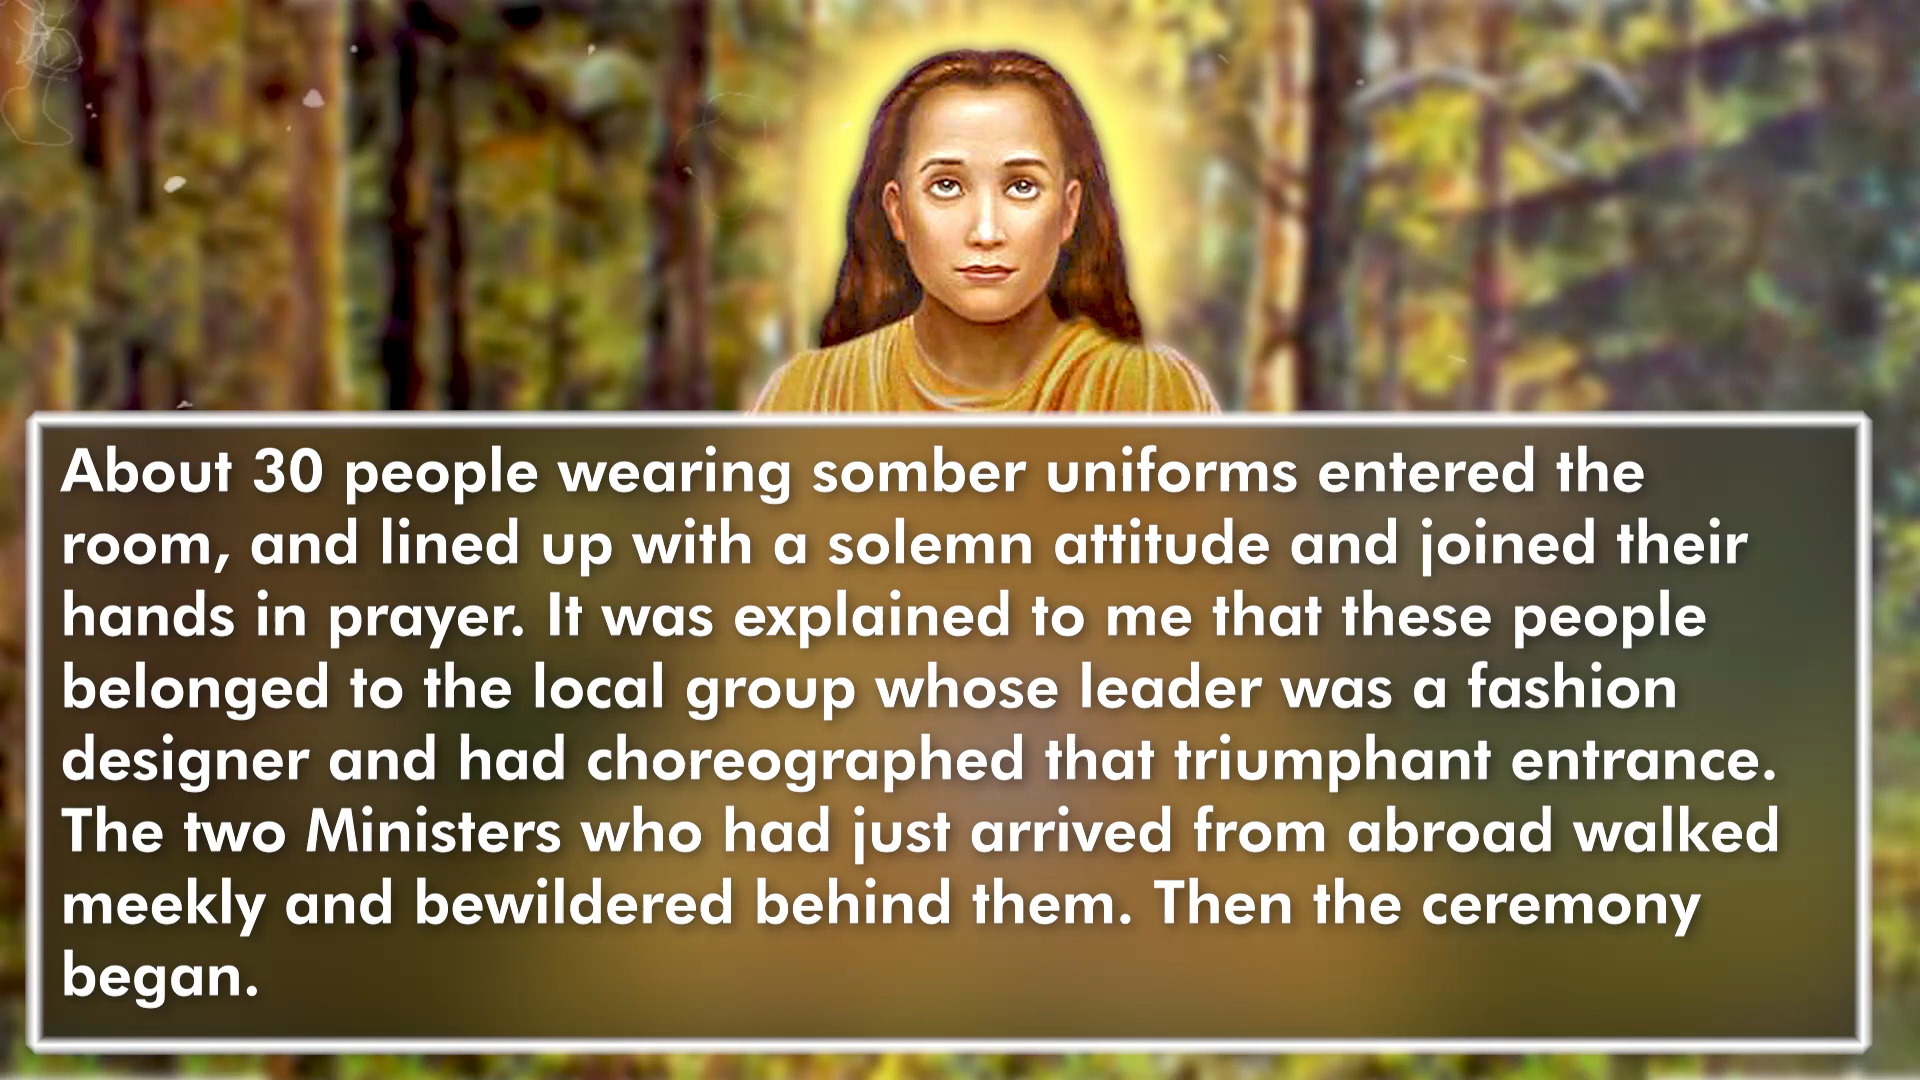 About 30 people wearing somber uniforms entered the
room, and lined up with a solemn attitude and joined their
hands in prayer. It was explained to me that these people
belonged to the local group whose leader was a fashion
designer and had choreographed that triumphant entrance.
The two Ministers who had just arrived from abroad walked
meekly and bewildered behind them. Then the ceremony
began.